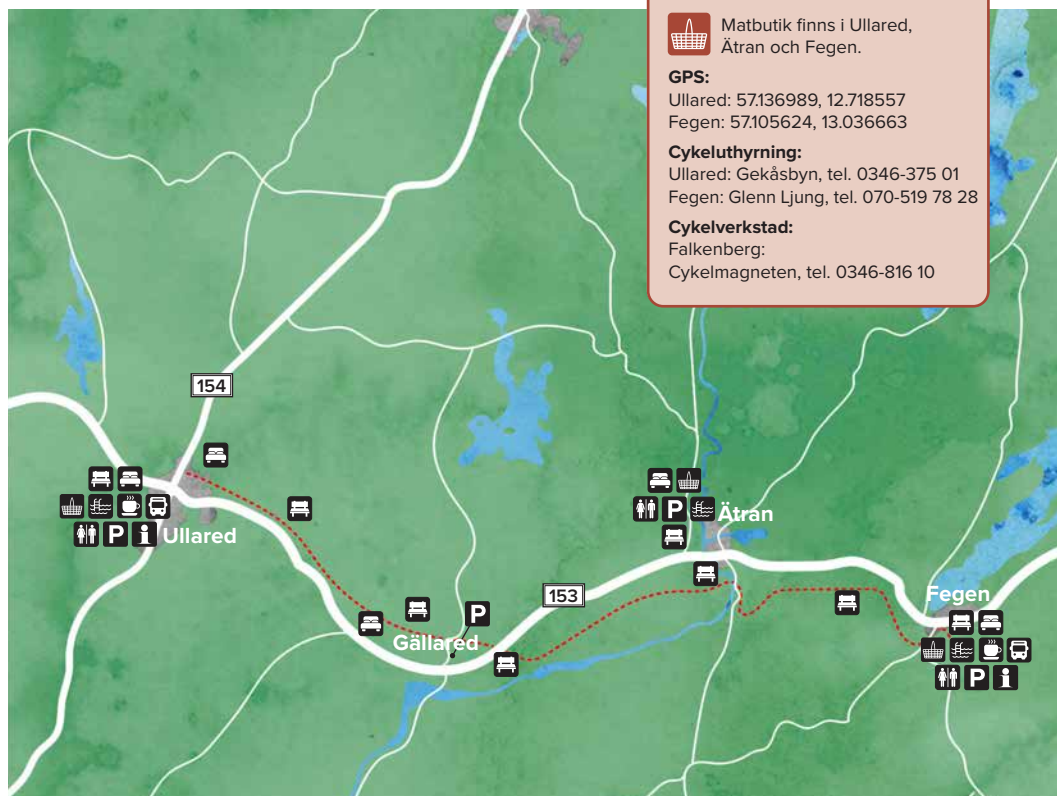 Matbutik finns i Ullared,
Ätran och Fegen.
GPS:
Ullared: 57.136989, 12.718557
Fegen: 57.105624, 13.036663
Cykeluthyrning:
Ullared: Gekåsbyn, tel. 0346-375 01
Fegen: Glenn Ljung, tel. 070-519 78 28
Cykelverkstad:
Falkenberg:
Cykelmagneten, tel. 0346-816 10
154
P i
Ullared
P
Ätran
153
P
Gällared
Fegen
P i